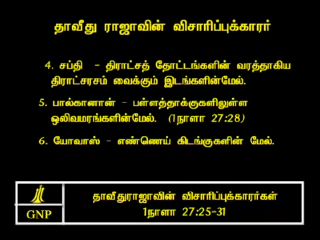 தாவீது ராஜாவின் விசாரிப்புக்காரர்
4. சப்தி - திராட்சத் தோட்டங்களின் வரத்தாகிய
திராட்சரசம் வைக்கும் இடங்களின்மேல்.
5. பால்கானான் - பள்ளத்தாக்குகளிலுள்ள
ஒலிவமரங்களின்மேல். (1நாளா 27:28)
6. யோவாஸ் - எண்ணெய் கிடங்குகளின் மேல்.
GNP
தாவீதுராஜாவின் விசாரிப்புக்காரர்கள்
1நாளா 27:25-31